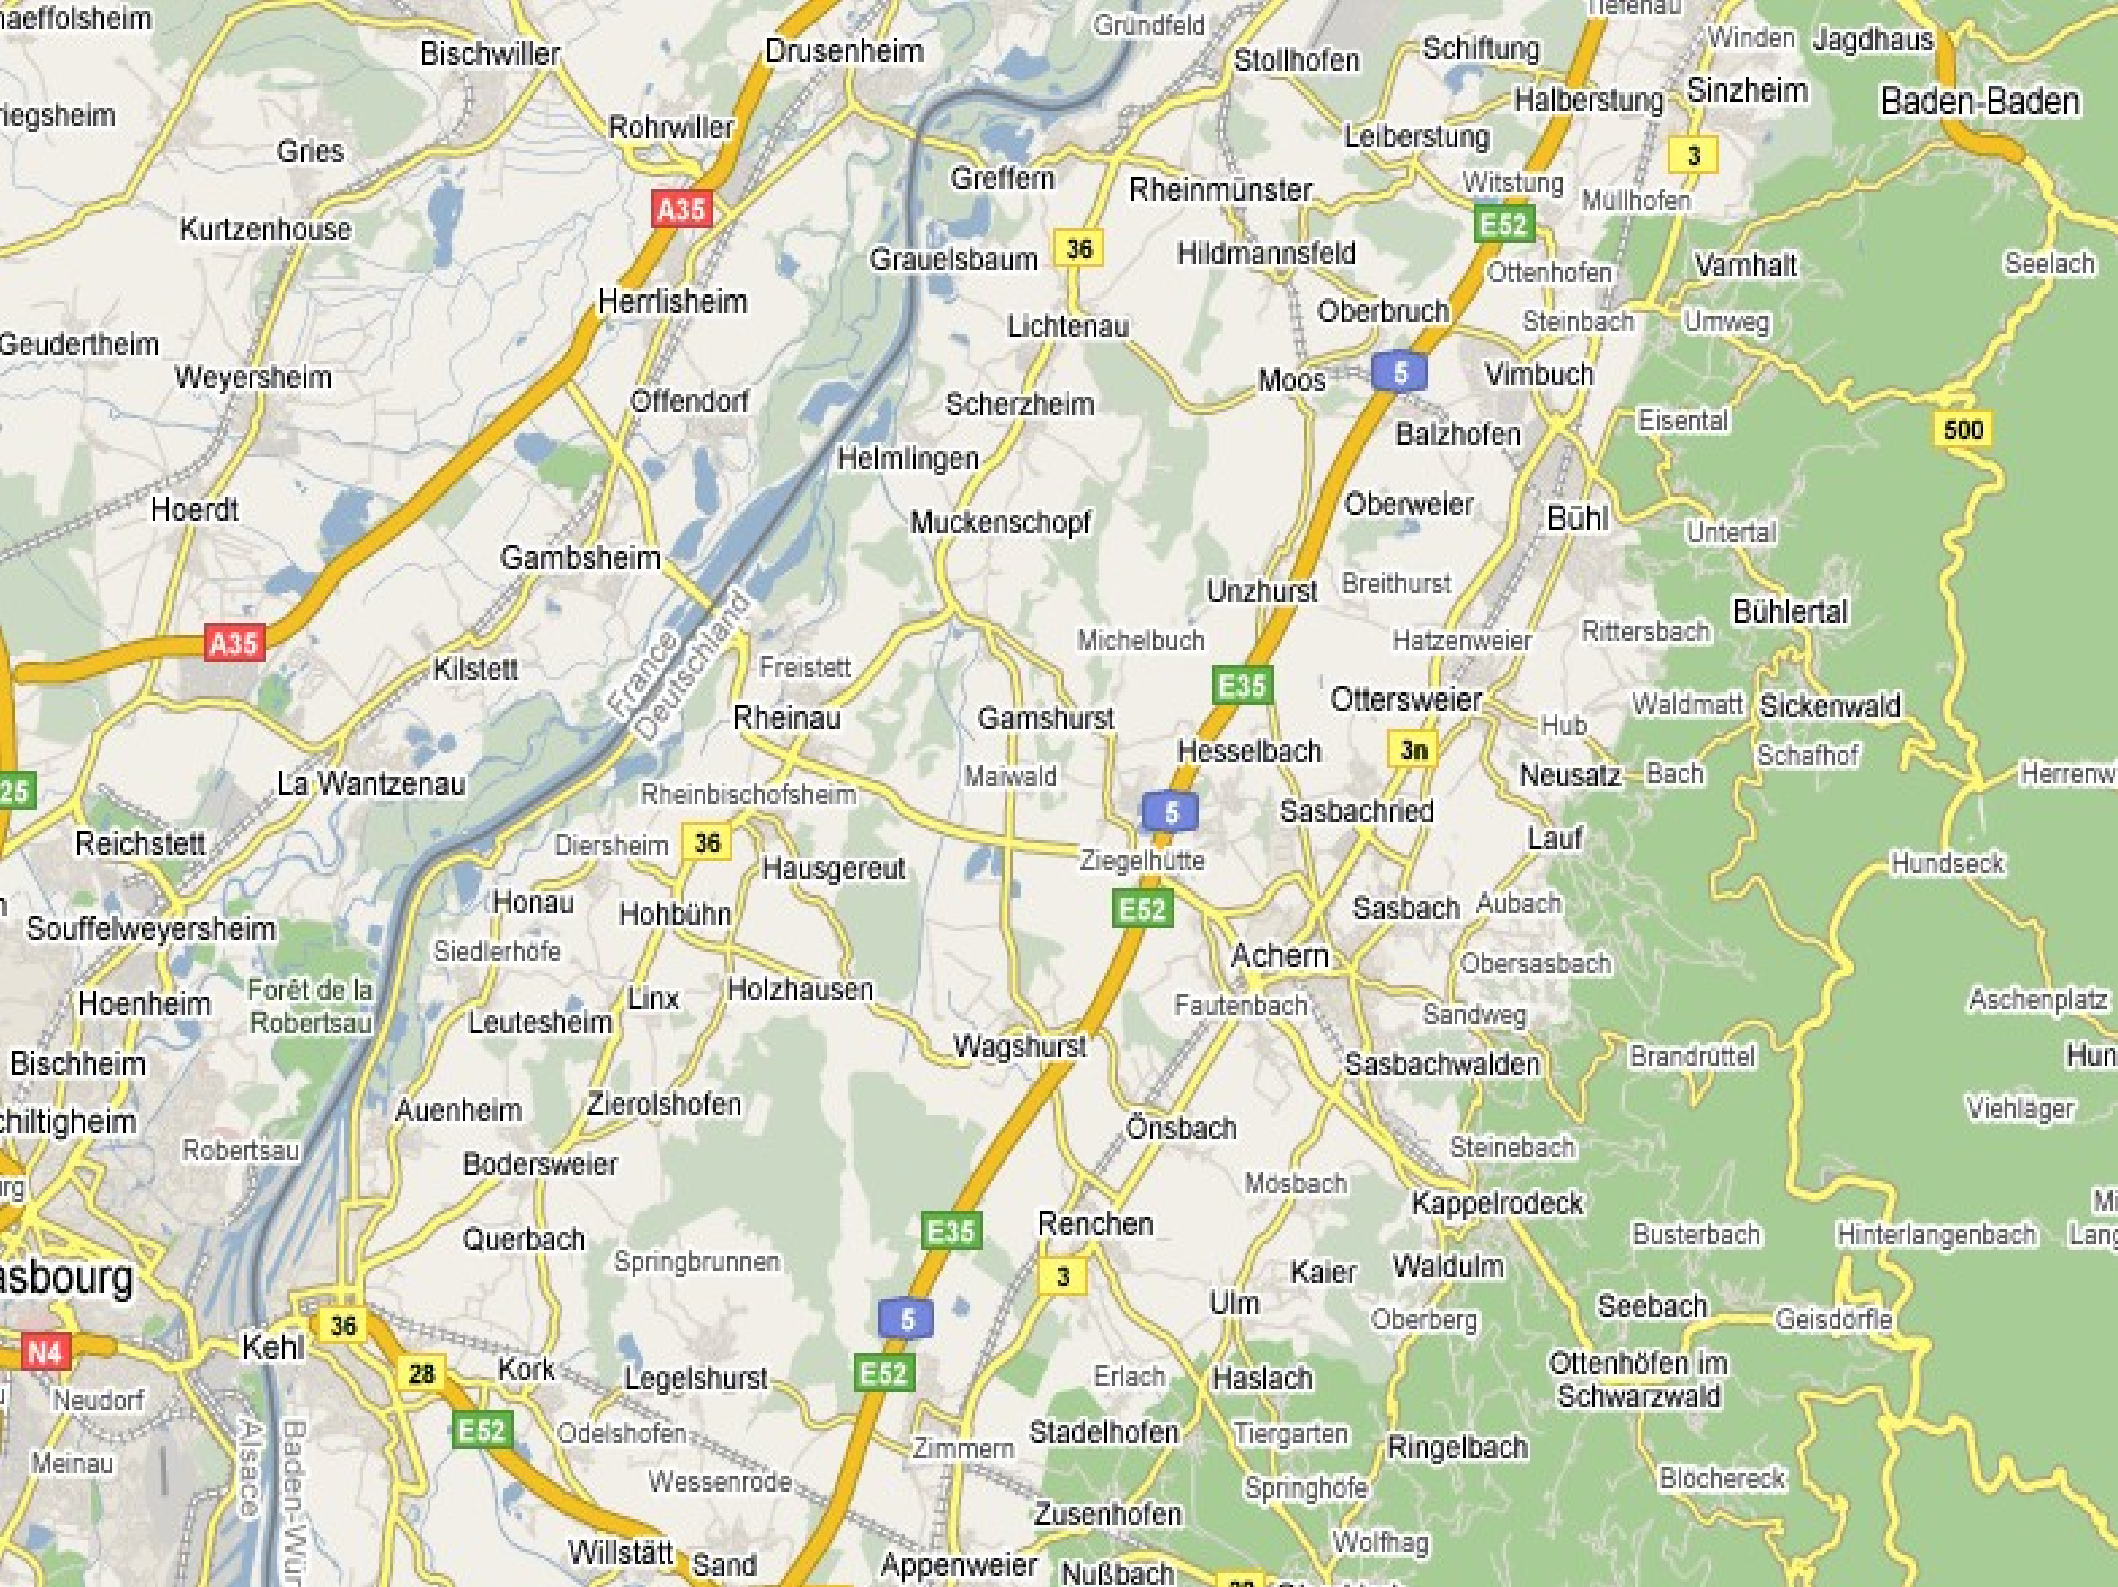 Gründfeld
Bischwiller
Drusenheim
Stollhofen
Schiftung
Winden
Jagdhaus
Halberstung
Sinzheim
Baden-Baden
Rohrwiller
Leiberstung
3
Gries
Greffern
Rheinmünster
Witstung
Müllhofen
A35
E52
Kurtzenhouse
Grauelsbaum
36
Hildmannsfeld
Ottenhofen
Varnhalt
Seelach
Herrlisheim
Lichtenau
Oberbruch
Steinbach
Umweg
Geudertheim
Weyersheim
Moos
5
Vimbuch
Offendorf
Scherzheim
Eisental
500
Balzhofen
Helmlingen
Hoerdt
Muckenschopf
Oberweier
Bühl
Untertal
Gambsheim
Unzhurst
Breithurst
Bühlertal
A35
Michelbuch
Hatzenweier
Rittersbach
Kilstett
France
Deutschland
Freistett
E35
Ottersweier
Waldmatt
Sickenwald
Rheinau
Gamshurst
Hub
Hesselbach
3n
Schafhof
La Wantzenau
Maiwald
Neusatz
Bach
25
Rheinbischofsheim
5
Sasbachried
Reichstett
Diersheim
36
Hausgereut
Ziegelhütte
Lauf
Hundseck
Honau
Hohbühn
E52
Sasbach
Aubach
Souffelweyersheim
Siedlerhöfe
Achern
Obersasbach
Forêt de la
Robertsau
Hoenheim
Linx
Holzhausen
Fautenbach
Sandweg
Aschenplatz
Leutesheim
Bischheim
Wagshurst
Sasbachwalden
Brandrüttel
Auenheim
Zierolshofen
Viehläger
Önsbach
Robertsau
Bodersweier
Steinebach
Mösbach
Kappelrodeck
Querbach
E35
Renchen
Busterbach
Hinterlangenbach
Springbrunnen
3
Kaier
Waldulm
Ulm
Seebach
Geisdörfle
5
Oberberg
36
Kehl
N4
28
Kork
Legelshurst
E52
Erlach
Haslach
Ottenhöfen im
Schwarzwald
Neudorf
E52
Odelshofen
Zimmern
Stadelhofen
Tiergarten
Ringelbach
Meinau
Alsace
Wessenrode
Springhöfe
Blöchereck
Zusenhofen
Wolfhag
Willstätt
Sand
Appenweier
Nußbach